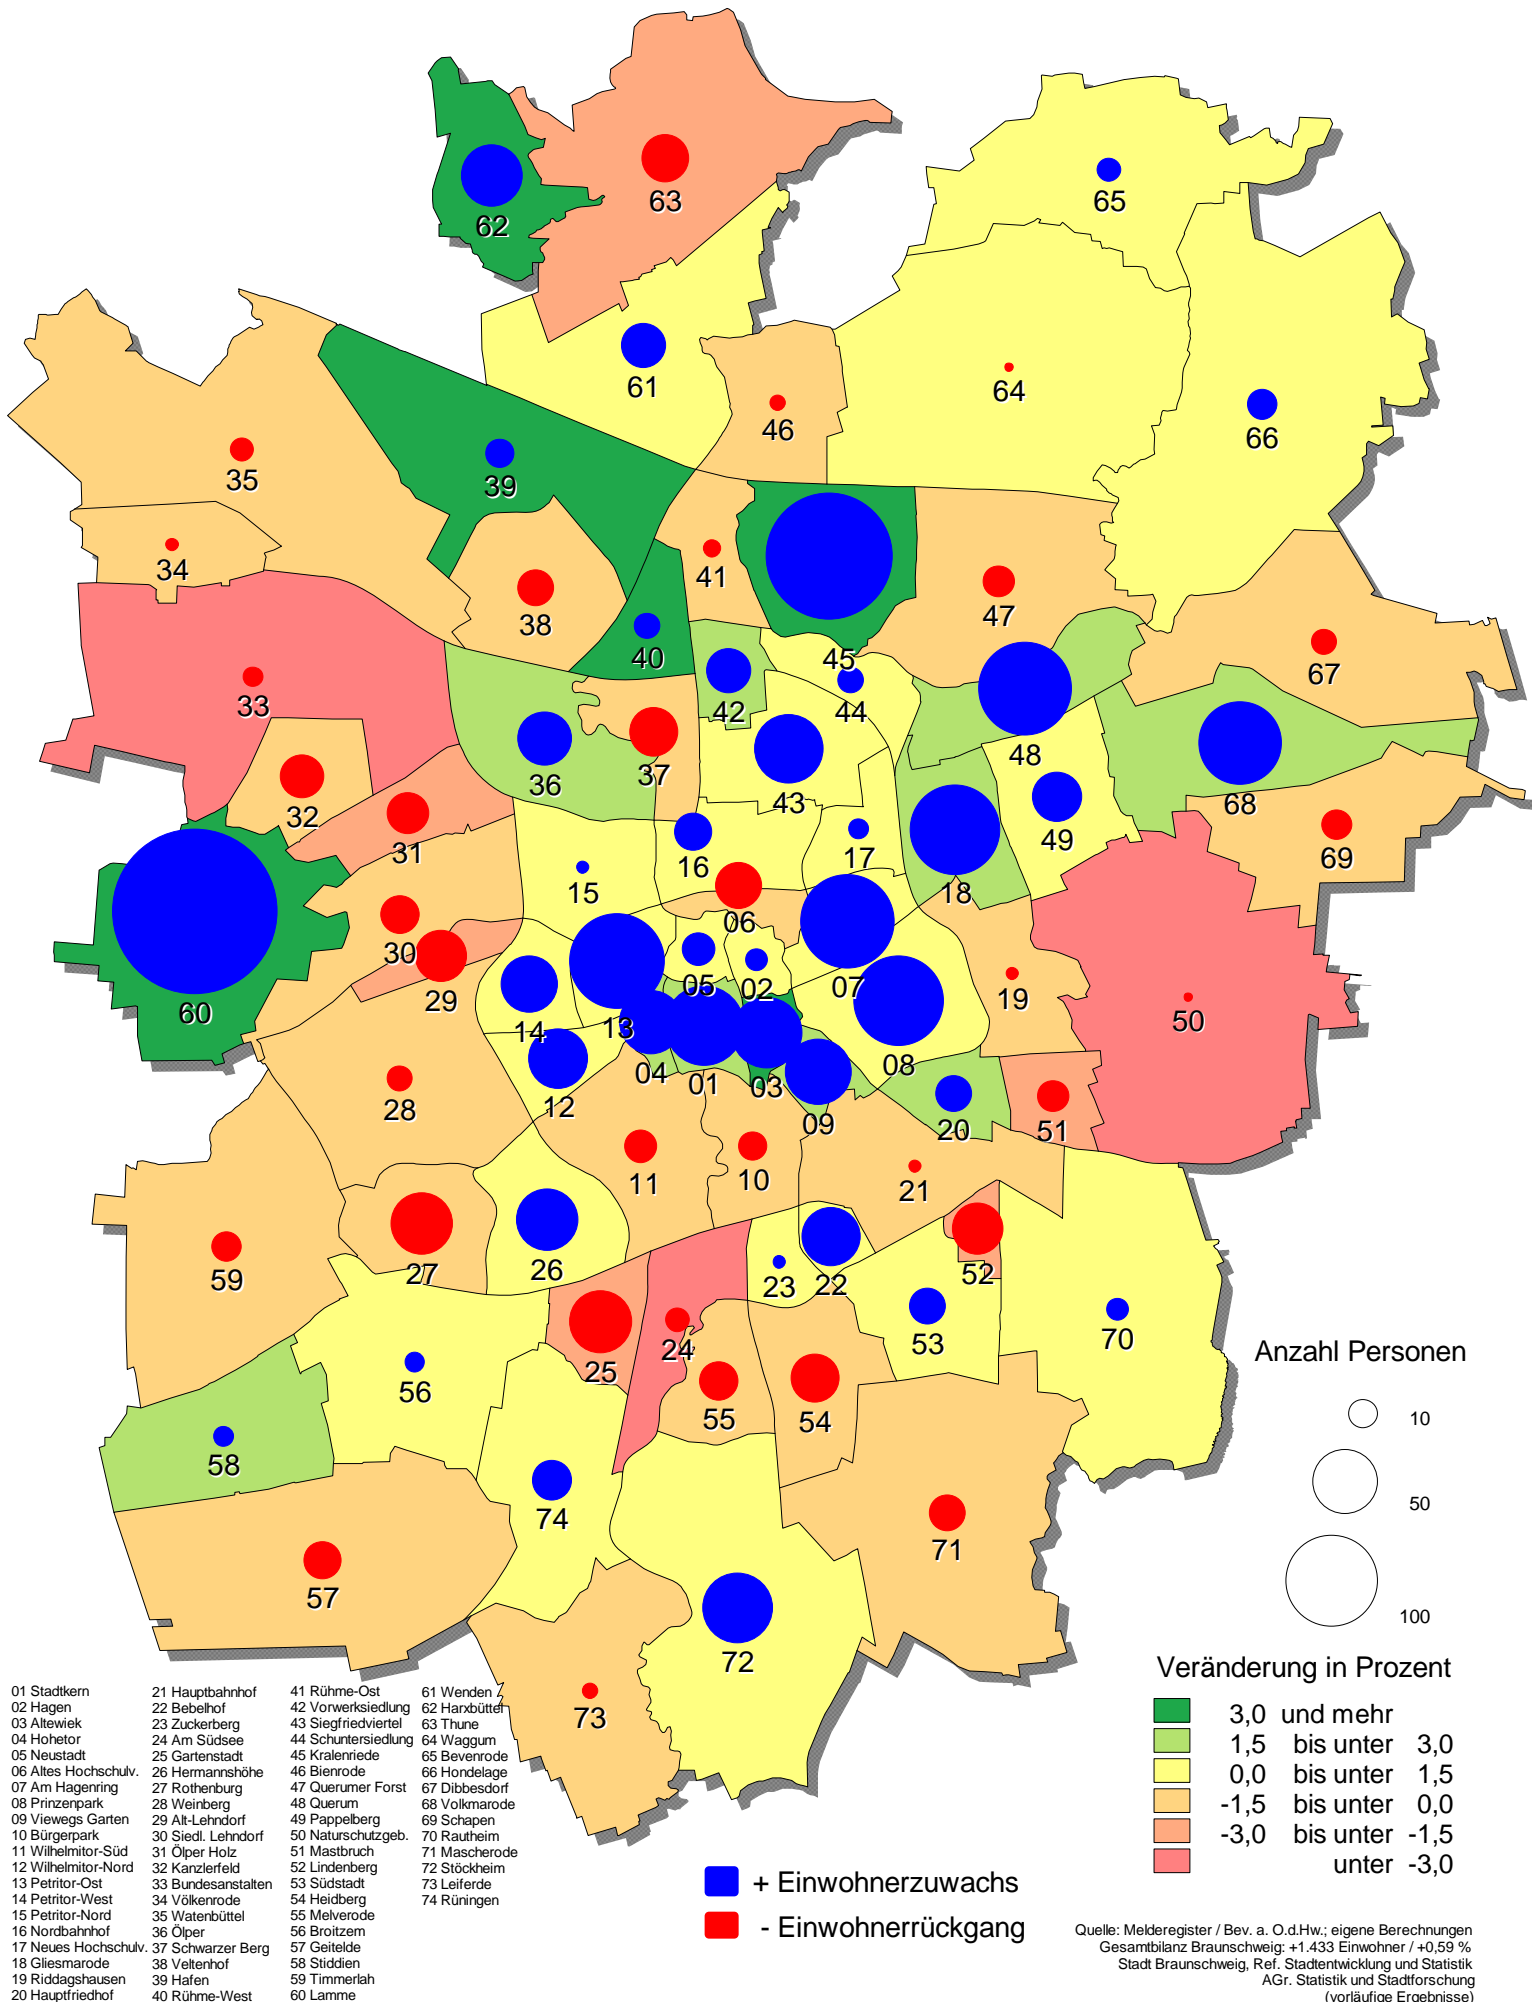 62
63
65
61
64
46
66
35
39
34
41
38
47
45
40
67
33
42
44
48
36
37
43
68
32
49
31
16
17
69
15
18
06
30
05
02
07
29
19
60
14
13
50
04
01
03
08
28
12
09
20
51
11
10
21
59
27
26
23
22
52
53
70
24
25
56
55
54
58
74
71
57
72
73
Anzahl Personen
10
50
100
Veränderung in Prozent
3,0 und mehr
1,5 bis unter 3,0
0,0 bis unter 1,5
-1,5 bis unter 0,0
-3,0 bis unter -1,5
unter -3,0
01 Stadtkern
02 Hagen
03 Altewiek
04 Hohetor
05 Neustadt
06 Altes Hochschulv.
07 Am Hagenring
08 Prinzenpark
09 Viewegs Garten
10 Bürgerpark
11 Wilhelmitor-Süd
12 Wilhelmitor-Nord
13 Petritor-Ost
14 Petritor-West
15 Petritor-Nord
16 Nordbahnhof
17 Neues Hochschulv.
18 Gliesmarode
19 Riddagshausen
20 Hauptfriedhof
21 Hauptbahnhof
22 Bebelhof
23 Zuckerberg
24 Am Südsee
25 Gartenstadt
26 Hermannshöhe
27 Rothenburg
28 Weinberg
29 Alt-Lehndorf
30 Siedl. Lehndorf
31 Ölper Holz
32 Kanzlerfeld
33 Bundesanstalten
34 Völkenrode
35 Watenbüttel
36 Ölper
37 Schwarzer Berg
38 Veltenhof
39 Hafen
40 Rühme-West
41 Rühme-Ost
42 Vorwerksiedlung
43 Siegfriedviertel
44 Schuntersiedlung
45 Kralenriede
46 Bienrode
47 Querumer Forst
48 Querum
49 Pappelberg
50 Naturschutzgeb.
51 Mastbruch
52 Lindenberg
53 Südstadt
54 Heidberg
55 Melverode
56 Broitzem
57 Geitelde
58 Stiddien
59 Timmerlah
60 Lamme
61 Wenden
62 Harxbüttel
63 Thune
64 Waggum
65 Bevenrode
66 Hondelage
67 Dibbesdorf
68 Volkmarode
69 Schapen
70 Rautheim
71 Mascherode
72 Stöckheim
73 Leiferde
74 Rüningen
+ Einwohnerzuwachs
- Einwohnerrückgang
Quelle: Melderegister / Bev. a. O.d.Hw.; eigene Berechnungen
Gesamtbilanz Braunschweig: +1.433 Einwohner / +0,59 %
Stadt Braunschweig, Ref. Stadtentwicklung und Statistik
AGr. Statistik und Stadtforschung
(vorläufige Ergebnisse)